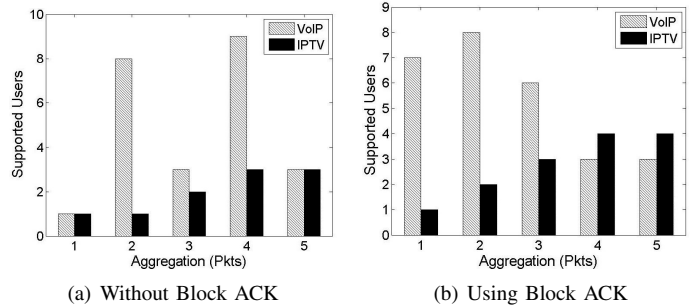 10
8
6
4
2
0
Supported Users
VoIP
IPTV
1 2 3 4 5
Aggregation (Pkts)
(a) Without Block ACK
9
8
7
6
5
4
3
2
1
0
Supported Users
VoIP
IPTV
1 2 3 4 5
Aggregation (Pkts)
(b) Using Block ACK